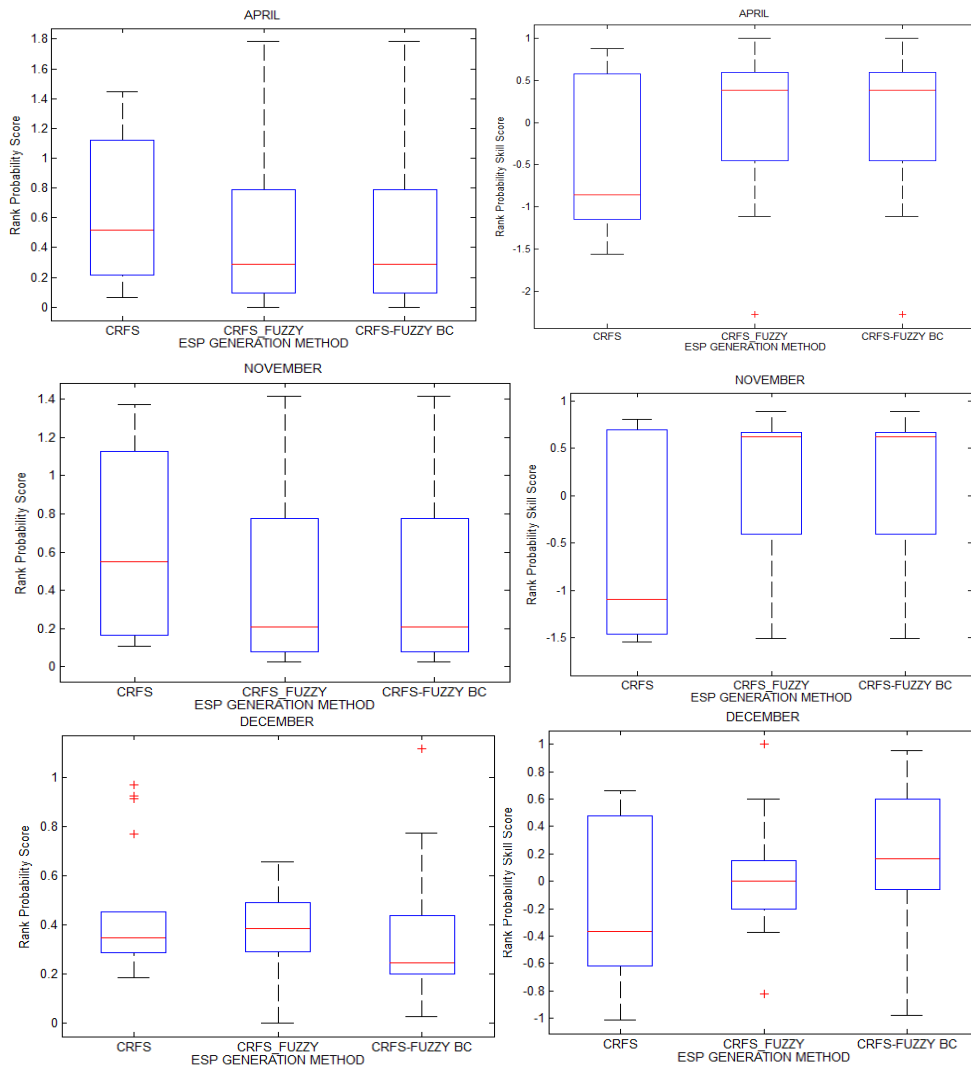 APRIL
Rank Probability Score
1.8
1.6
1.4
1.2
1
0.8
0.6
0.4
0.2
0
CRFS CRFS_FUZZY CRFS-FUZZY BC
ESP GENERATION METHOD
APRIL
Rank Probability Skill Score
1
0.5
0
-0.5
-1
-1.5
-2
CRFS CRFS_FUZZY CRFS-FUZZY BC
ESP GENERATION METHOD
NOVEMBER
Rank Probability Score
1.4
1.2
1
0.8
0.6
0.4
0.2
0
CRFS CRFS_FUZZY CRFS-FUZZY BC
ESP GENERATION METHOD
NOVEMBER
Rank Probability Skill Score
1
0.5
0
-0.5
-1
-1.5
CRFS CRFS_FUZZY CRFS-FUZZY BC
ESP GENERATION METHOD
DECEMBER
Rank Probability Score
1
0.8
0.6
0.4
0.2
0
CRFS CRFS_FUZZY CRFS-FUZZY BC
ESP GENERATION METHOD
DECEMBER
Rank Probability Skill Score
1
0.8
0.6
0.4
0.2
0
-0.2
-0.4
-0.6
-0.8
-1
CRFS CRFS_FUZZY CRFS-FUZZY BC
ESP GENERATION METHOD